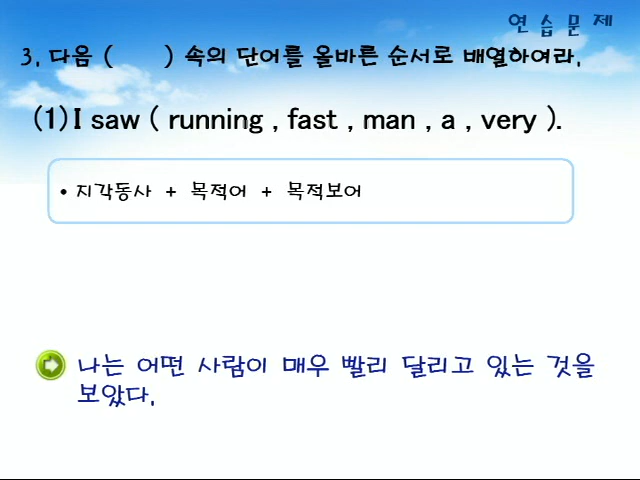 연습문제
3. 다음 (      ) 속의 단어를 올바른 순서로 배열하여라.
(1) I saw ( running , fast , man , a , very ).
• 지각동사 + 목적어 + 목적보어
나는 어떤 사람이 매우 빨리 달리고 있는 것을
보았다.